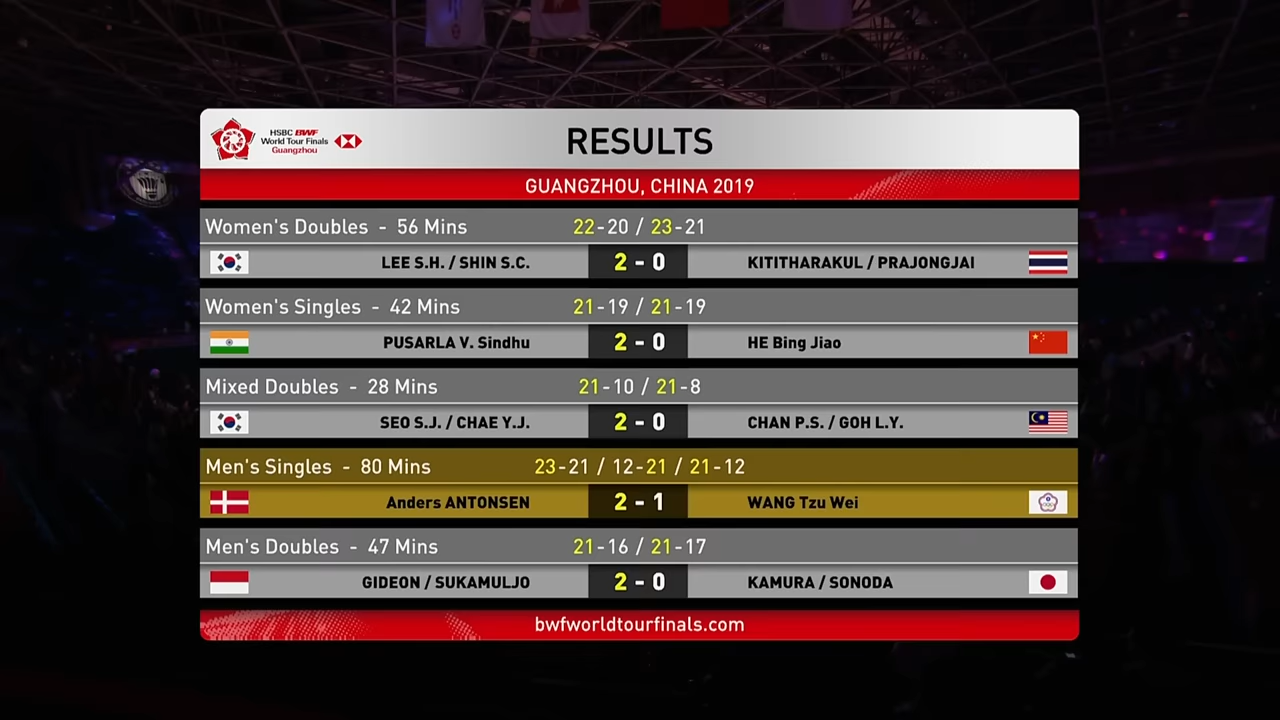 HSBC BWF
World Tour Finals
Guangzhou
RESULTS
GUANGZHOU, CHINA 2019
Women's Doubles - 56 Mins 22-20 / 23-21
LEE S.H. / SHIN S.C. 2 - 0 KITITHARAKUL / PRAJONGJAI
Women's Singles - 42 Mins 21-19 / 21-19
PUSARLA V. Sindhu 2 - 0 HE Bing Jiao
Mixed Doubles - 28 Mins 21-10 / 21-8
SEO S.J. / CHAE Y.J. 2 - 0 CHAN P.S. / GOH L.Y.
Men's Singles - 80 Mins 23-21 / 12-21 / 21-12
Anders ANTONSEN 2 - 1 WANG Tzu Wei
Men's Doubles - 47 Mins 21-16 / 21-17
GIDEON / SUKAMULJO 2 - 0 KAMURA / SONODA
bwfworldtourfinals.com